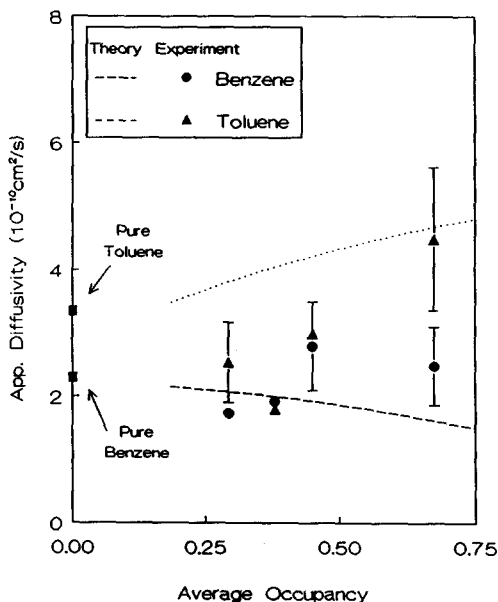 8
Theory Experiment
Benzene
Toluene
6
Pure
Toluene
4
App. Diffusivity (10⁻¹⁰cm²/s)
2
Pure
Benzene
0
0.00 0.25 0.50 0.75
Average Occupancy